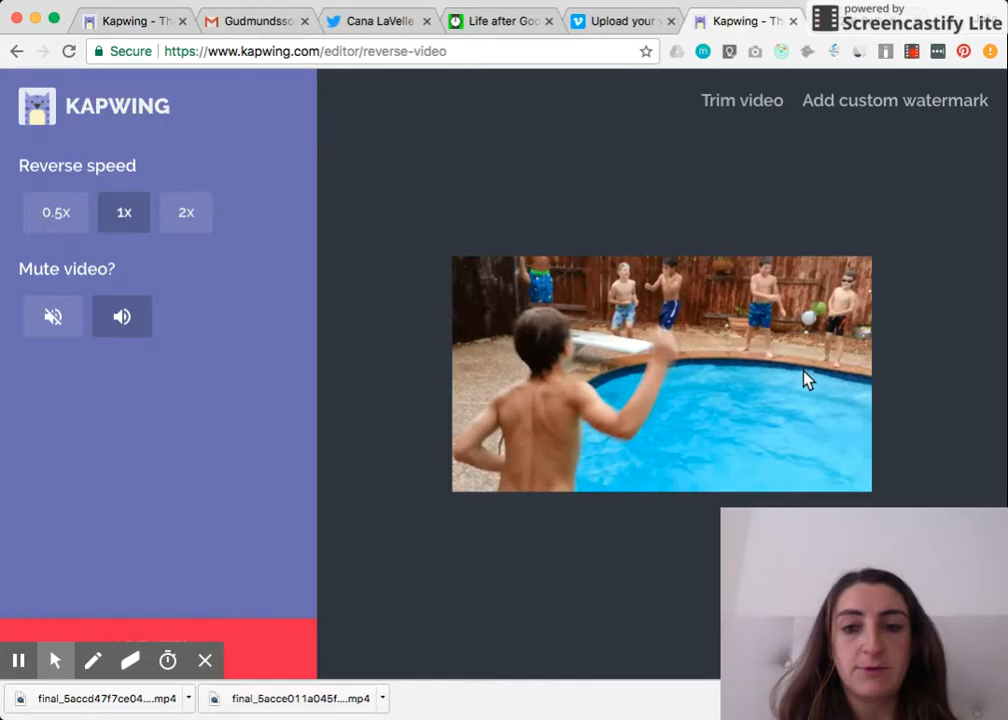 powered by
Screencastify Lite
Kapwing - Th
Gudmundsso
Cana LaVelle
Life after Goo
Upload your
Kapwing - Th
Secure
https://www.kapwing.com/editor/reverse-video
KAPWING
Trim video
Add custom watermark
Reverse speed
0.5x
1x
2x
Mute video?
final_5accd47f7ce04....mp4
final_5acce011a045f....mp4